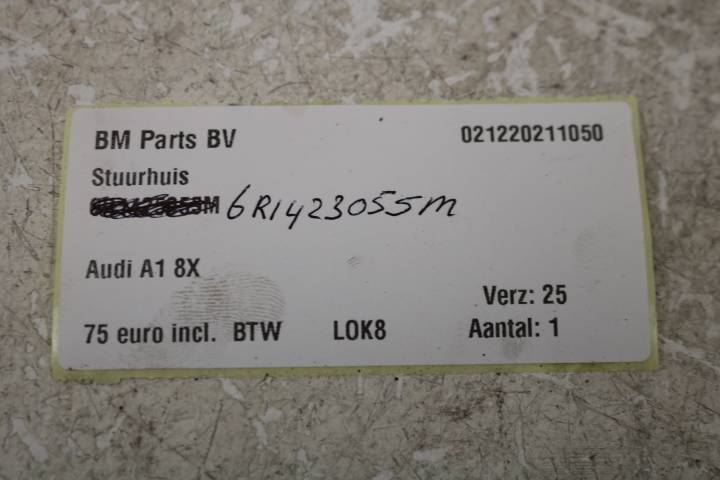 BM Parts BV 021220211050
Stuurhuis
6R1423055M
Audi A1 8X
Verz: 25
75 euro incl. BTW LOK8 Aantal: 1